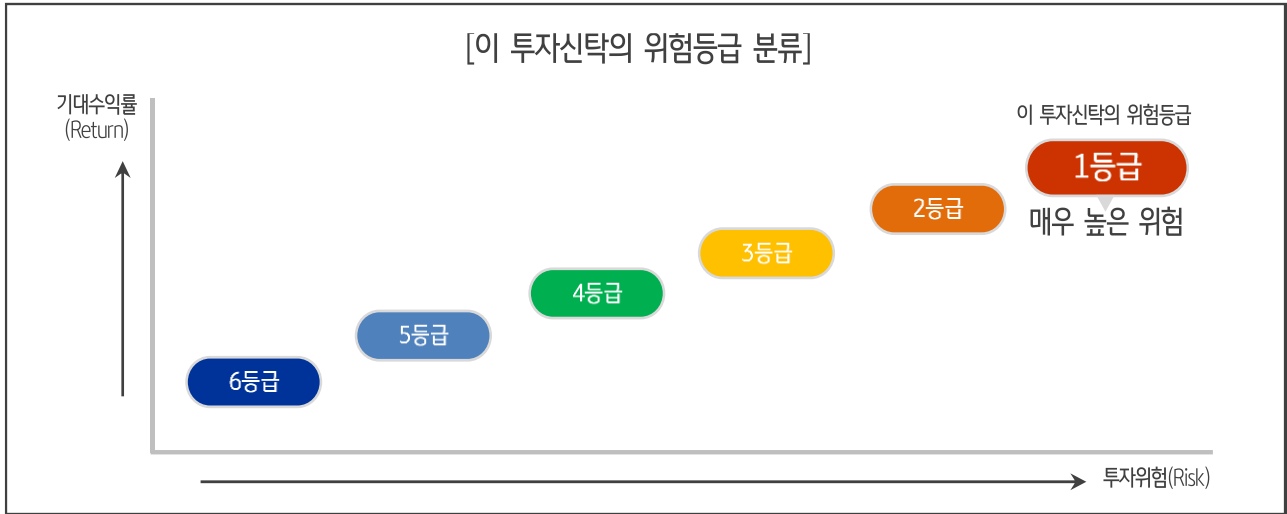 [이 투자신탁의 위험등급 분류]
기대수익률
(Return)
이 투자신탁의 위험등급
1등급
매우 높은 위험
2등급
3등급
4등급
5등급
6등급
투자위험(Risk)